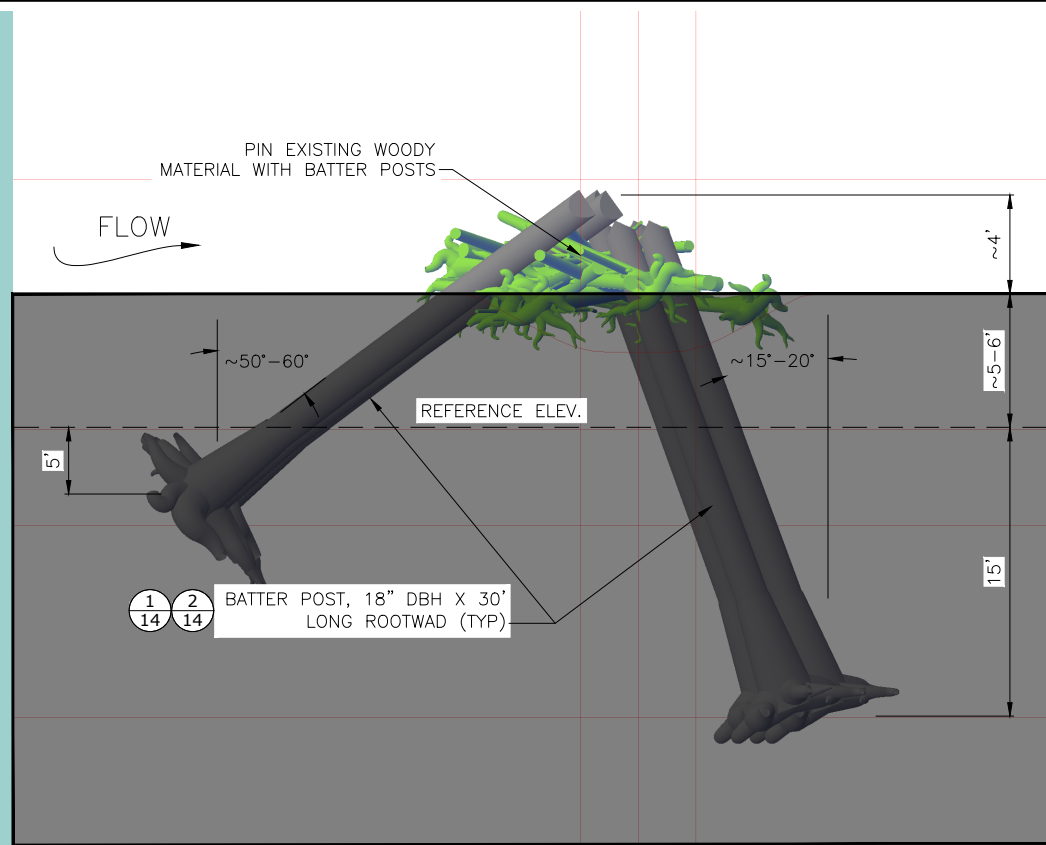 PIN EXISTING WOODY
MATERIAL WITH BATTER POSTS
FLOW
~4'
~50°-60°
~15°-20°
~5-6'
REFERENCE ELEV.
5'
15'
1
14
2
14
BATTER POST, 18" DBH X 30'
LONG ROOTWAD (TYP)